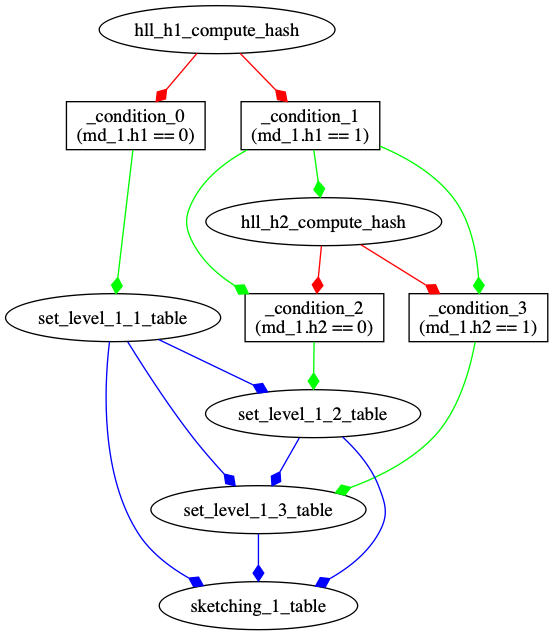 hll_h1_compute_hash
_condition_0
(md_1.h1 == 0)
_condition_1
(md_1.h1 == 1)
hll_h2_compute_hash
set_level_1_1_table
_condition_2
(md_1.h2 == 0)
_condition_3
(md_1.h2 == 1)
set_level_1_2_table
set_level_1_3_table
sketching_1_table